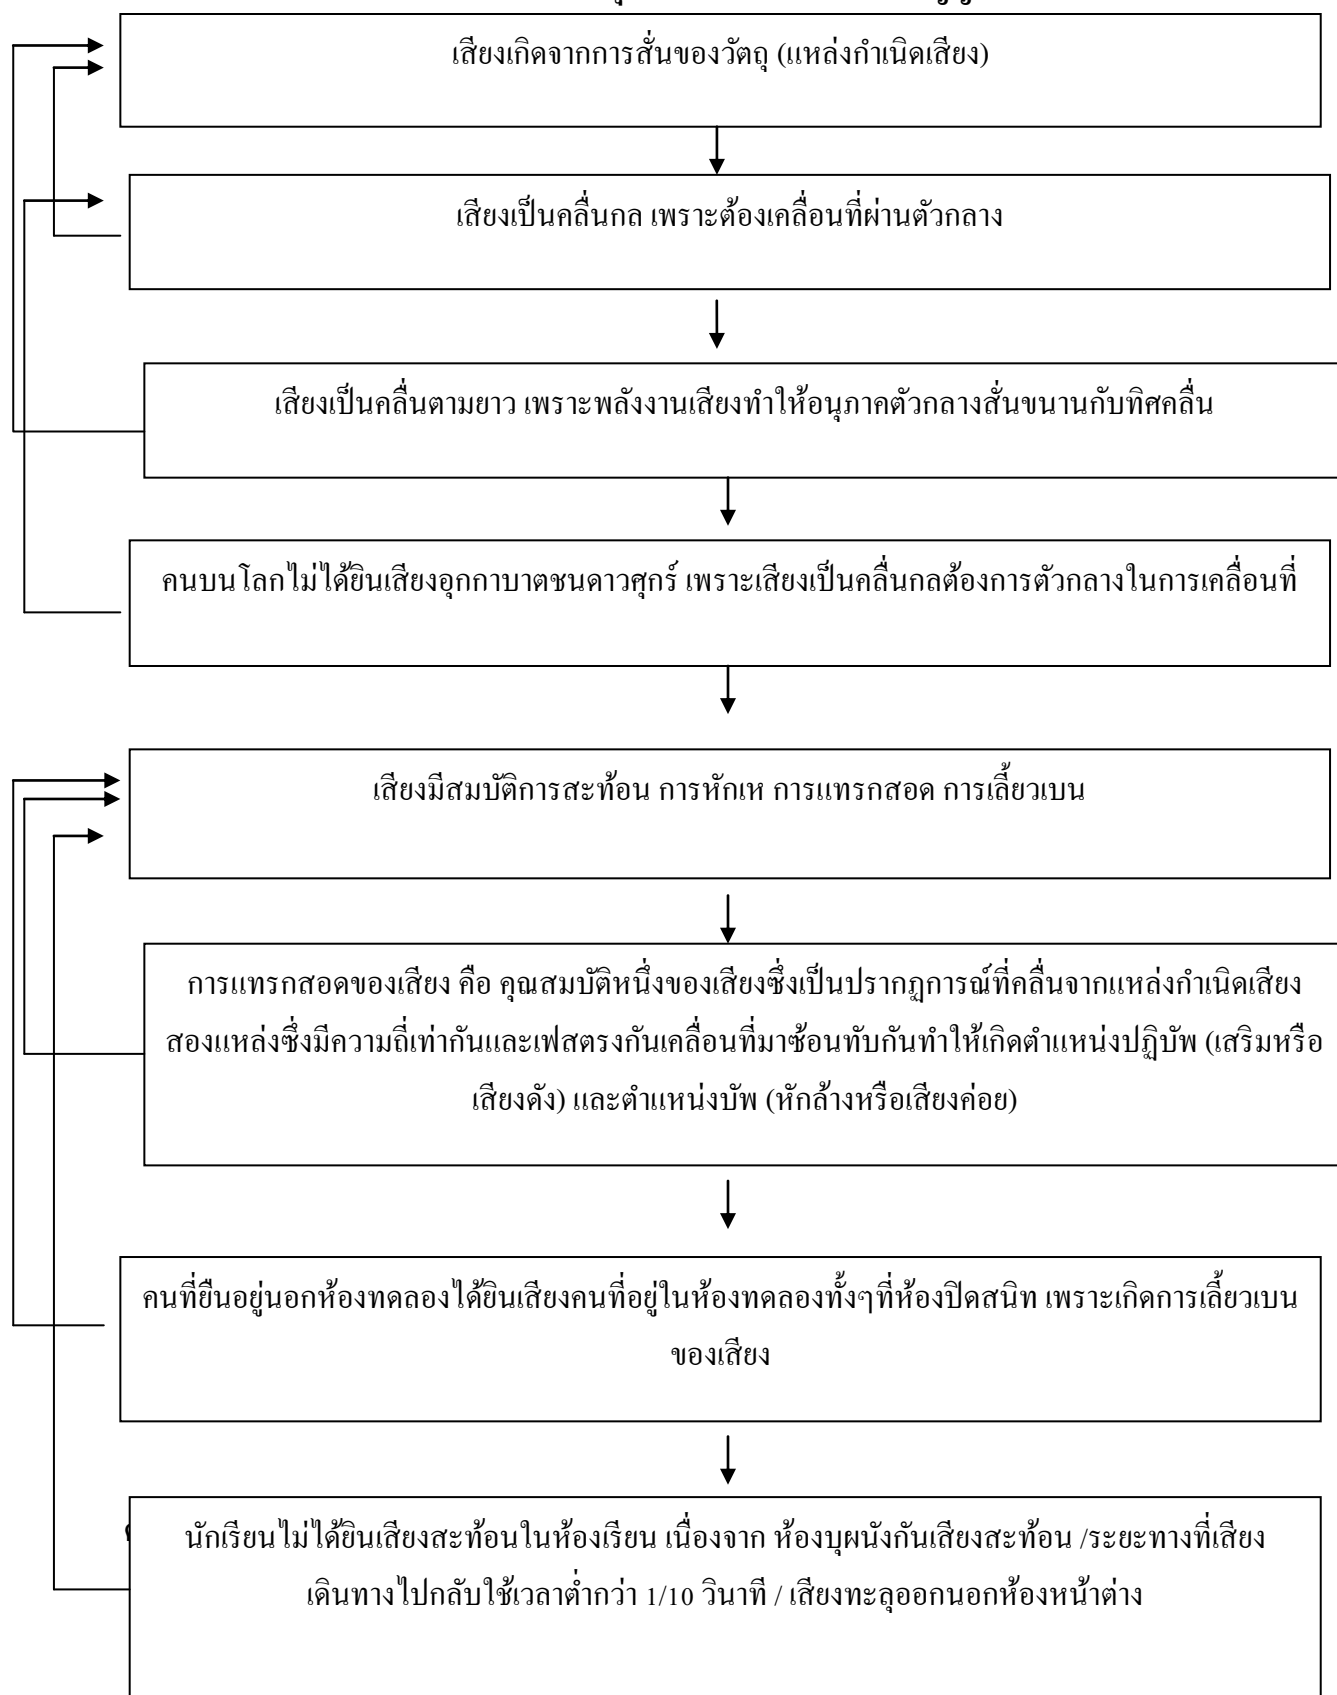 เสียงเกิดจากการสั่นของวัตถุ (แหล่งกำเนิดเสียง)
เสียงเป็นคลื่นกล เพราะต้องเคลื่อนที่ผ่านตัวกลาง
เสียงเป็นคลื่นตามยาว เพราะพลังงานเสียงทำให้อนุภาคตัวกลางสั่นขนานกับทิศคลื่น
คนบนโลกไม่ได้ยินเสียงอุกกาบาตชนดาวศุกร์ เพราะเสียงเป็นคลื่นกลต้องการตัวกลางในการเคลื่อนที่
เสียงมีสมบัติการสะท้อน การหักเห การแทรกสอด การเลี้ยวเบน
การแทรกสอดของเสียง คือ คุณสมบัติหนึ่งของเสียงซึ่งเป็นปรากฏการณ์ที่คลื่นจากแหล่งกำเนิดเสียง
สองแหล่งซึ่งมีความถี่เท่ากันและเฟสตรงกันเคลื่อนที่มาซ้อนทับกันทำให้เกิดตำแหน่งปฏิบัพ (เสริมหรือ
เสียงดัง) และตำแหน่งบัพ (หักล้างหรือเสียงค่อย)
คนที่ยืนอยู่นอกห้องทดลองได้ยินเสียงคนที่อยู่ในห้องทดลองทั้งๆที่ห้องปิดสนิท เพราะเกิดการเลี้ยวเบน
ของเสียง
นักเรียนไม่ได้ยินเสียงสะท้อนในห้องเรียน เนื่องจาก ห้องบุผนังกันเสียงสะท้อน /ระยะทางที่เสียง
เดินทางไปกลับใช้เวลาต่ำกว่า 1/10 วินาที / เสียงทะลุออกนอกห้องหน้าต่าง